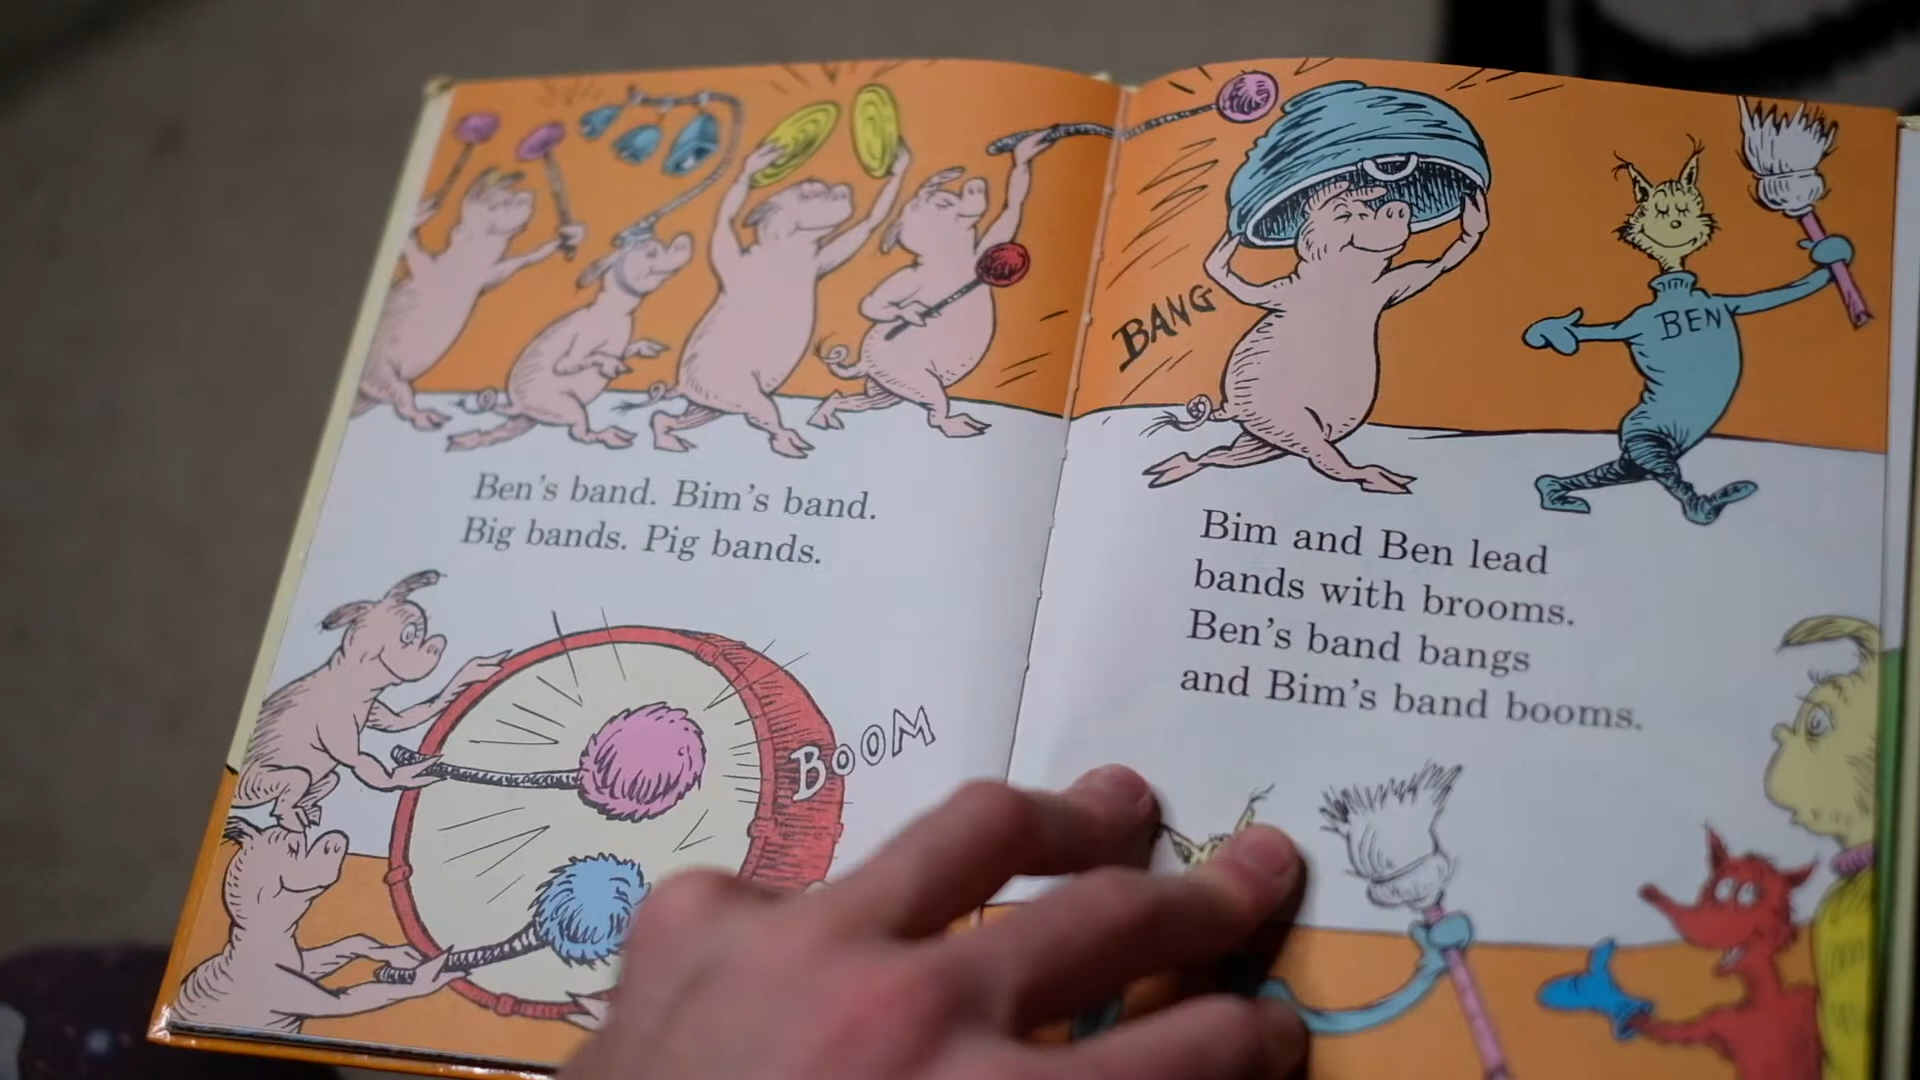 Ben's band. Bim's band.
Big bands. Pig bands.
BOOM
BANG
BEN
Bim and Ben lead
bands with brooms.
Ben's band bangs
and Bim's band booms.